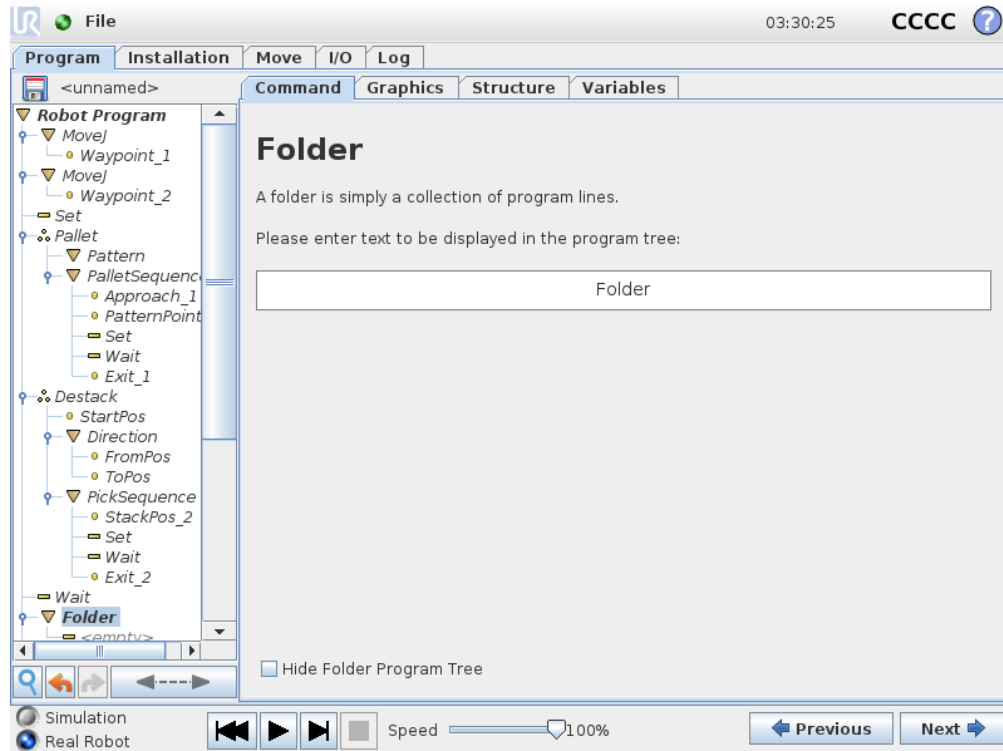 UR File 03:30:25 CCCC ?
Program Installation Move I/O Log
<unnamed> Command Graphics Structure Variables
Robot Program
MoveJ
Waypoint_1
MoveJ
Waypoint_2
Set
Pallet
Pattern
PalletSequenc
Approach_1
PatternPoint
Set
Wait
Exit_1
Destack
StartPos
Direction
FromPos
ToPos
PickSequence
StackPos_2
Set
Wait
Exit_2
Wait
Folder
<empty>
Folder
A folder is simply a collection of program lines.
Please enter text to be displayed in the program tree:
Folder
Hide Folder Program Tree
Simulation
Real Robot
Speed 100%
Previous Next